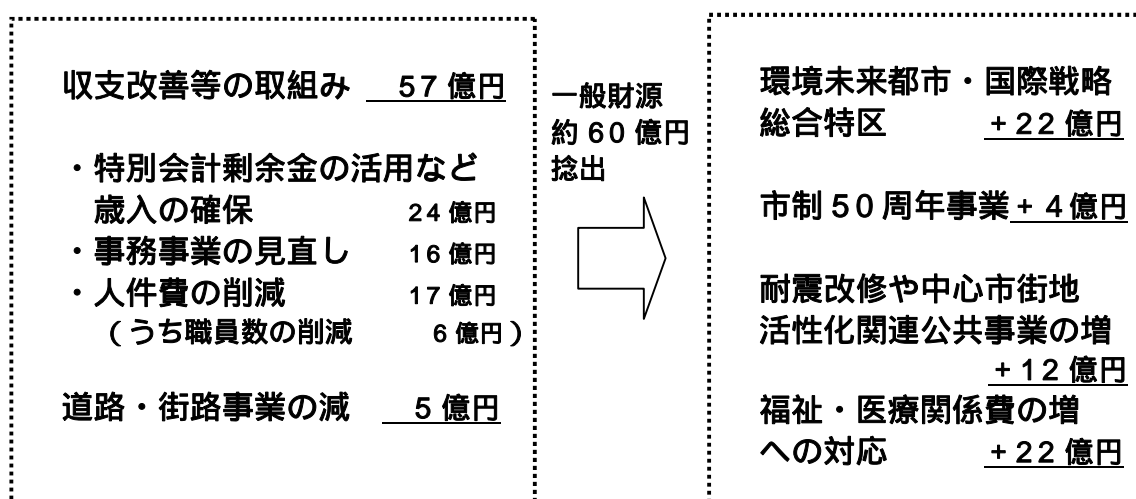 収支改善等の取組み 57億円
・特別会計剰余金の活用など
歳入の確保 24億円
・事務事業の見直し 16億円
・人件費の削減 17億円
(うち職員数の削減 6億円)
道路・街路事業の減 5億円
一般財源
約60億円
捻出
環境未来都市・国際戦略
総合特区 +22億円
市制50周年事業+4億円
耐震改修や中心市街地
活性化関連公共事業の増
+12億円
福祉・医療関係費の増
への対応 +22億円